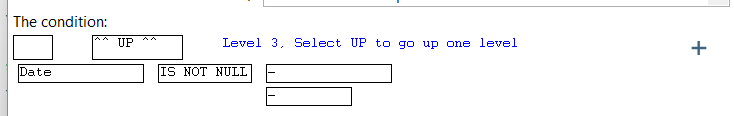 The condition:
^^ UP ^^ Level 3, Select UP to go up one level
+
Date IS NOT NULL –
–